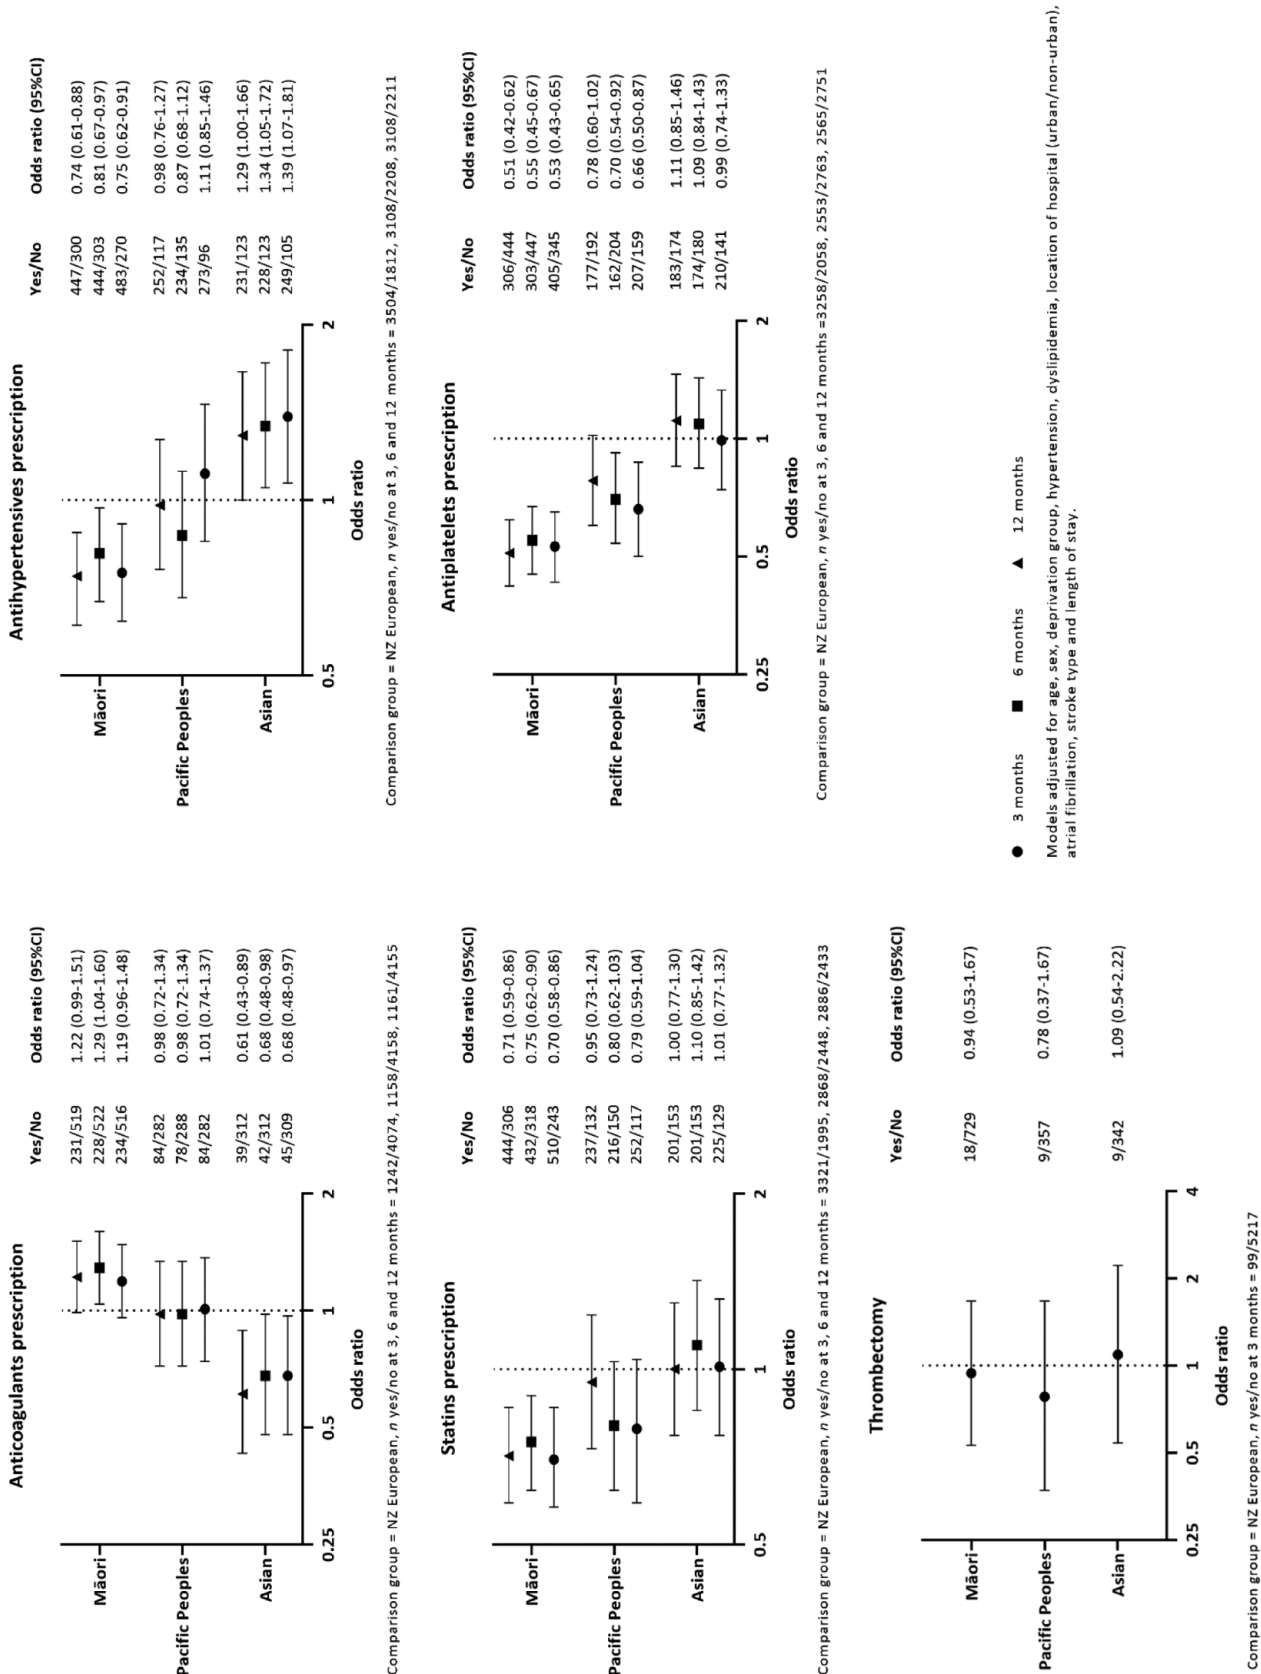 Anticoagulants prescription
Yes/No
Odds ratio (95%CI)
Māori
231/519
1.22 (0.99-1.51)
228/522
1.29 (1.04-1.60)
234/516
1.19 (0.96-1.48)
Pacific Peoples
84/282
0.98 (0.72-1.34)
78/288
0.98 (0.72-1.34)
84/282
1.01 (0.74-1.37)
Asian
39/312
0.61 (0.43-0.89)
42/312
0.68 (0.48-0.98)
45/309
0.68 (0.48-0.97)
0.25
0.5
1
2
Odds ratio
Comparison group = NZ European, n yes/no at 3, 6 and 12 months = 1242/4074, 1158/4158, 1161/4155
Antihypertensives prescription
Yes/No
Odds ratio (95%CI)
Māori
447/300
0.74 (0.61-0.88)
444/303
0.81 (0.67-0.97)
483/270
0.75 (0.62-0.91)
Pacific Peoples
252/117
0.98 (0.76-1.27)
234/135
0.87 (0.68-1.12)
273/96
1.11 (0.85-1.46)
Asian
231/123
1.29 (1.00-1.66)
228/123
1.34 (1.05-1.72)
249/105
1.39 (1.07-1.81)
0.5
1
2
Odds ratio
Comparison group = NZ European, n yes/no at 3, 6 and 12 months = 3504/1812, 3108/2208, 3108/2211
Statins prescription
Yes/No
Odds ratio (95%CI)
Māori
444/306
0.71 (0.59-0.86)
432/318
0.75 (0.62-0.90)
510/243
0.70 (0.58-0.86)
Pacific Peoples
237/132
0.95 (0.73-1.24)
216/150
0.80 (0.62-1.03)
252/117
0.79 (0.59-1.04)
Asian
201/153
1.00 (0.77-1.30)
201/153
1.10 (0.85-1.42)
225/129
1.01 (0.77-1.32)
0.5
1
2
Odds ratio
Comparison group = NZ European, n yes/no at 3, 6 and 12 months = 3321/1995, 2868/2448, 2886/2433
Antiplatelets prescription
Yes/No
Odds ratio (95%CI)
Māori
306/444
0.51 (0.42-0.62)
303/447
0.55 (0.45-0.67)
405/345
0.53 (0.43-0.65)
Pacific Peoples
177/192
0.78 (0.60-1.02)
162/204
0.70 (0.54-0.92)
207/159
0.66 (0.50-0.87)
Asian
183/174
1.11 (0.85-1.46)
174/180
1.09 (0.84-1.43)
210/141
0.99 (0.74-1.33)
0.25
0.5
1
2
Odds ratio
Comparison group = NZ European, n yes/no at 3, 6 and 12 months =3258/2058, 2553/2763, 2565/2751
Thrombectomy
Yes/No
Odds ratio (95%CI)
Māori
18/729
0.94 (0.53-1.67)
Pacific Peoples
9/357
0.78 (0.37-1.67)
Asian
9/342
1.09 (0.54-2.22)
0.25
0.5
1
2
4
Odds ratio
Comparison group = NZ European, n yes/no at 3 months = 99/5217
3 months
6 months
12 months
Models adjusted for age, sex, deprivation group, hypertension, dyslipidemia, location of hospital (urban/non-urban),
atrial fibrillation, stroke type and length of stay.